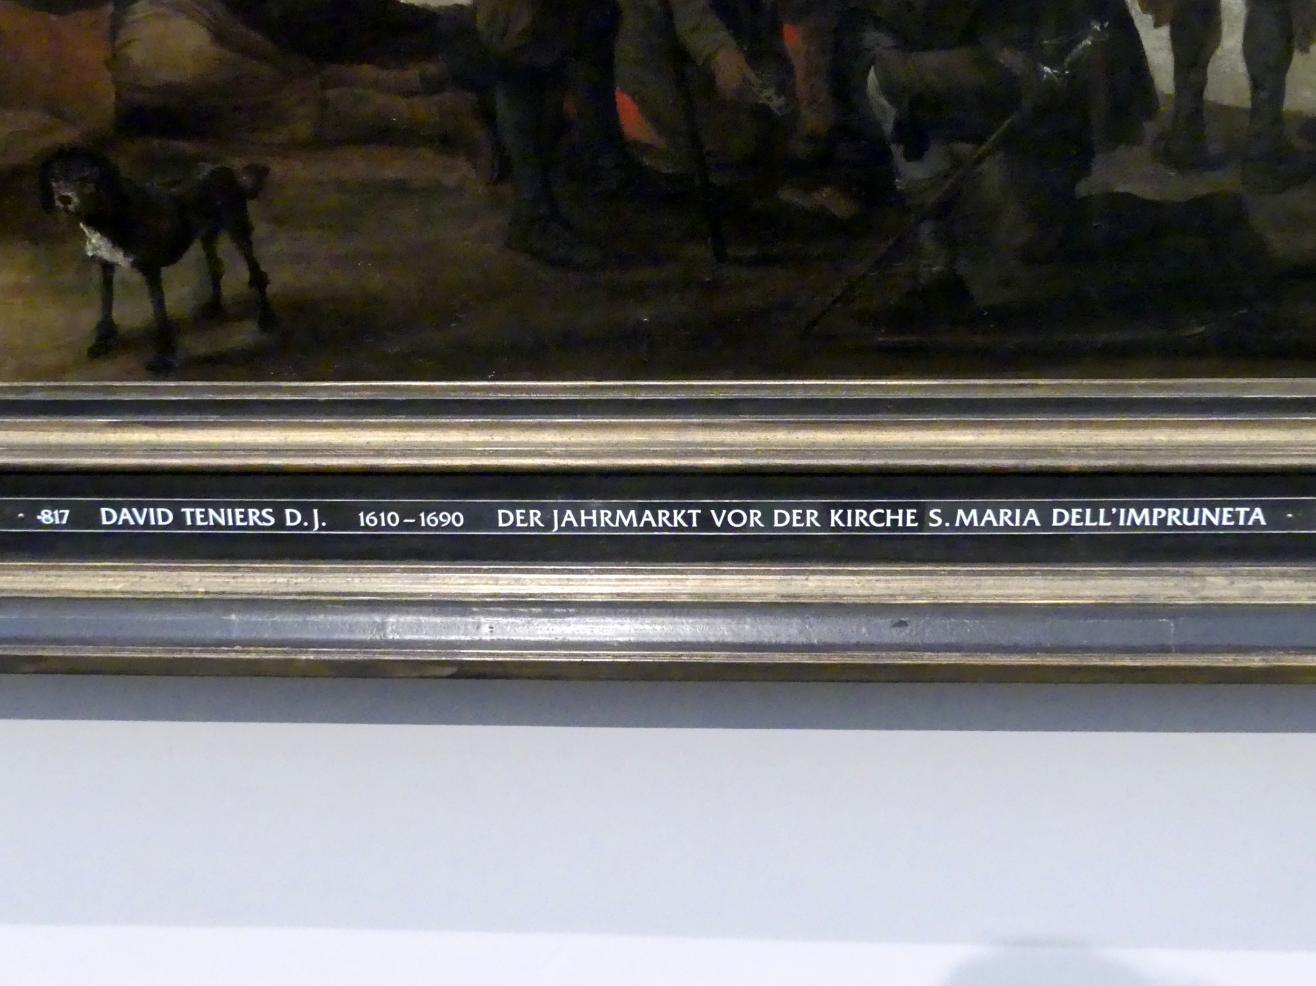 817 DAVID TENIERS D.J. 1610–1690 DER JAHRMARKT VOR DER KIRCHE S. MARIA DELL'IMPRUNETA